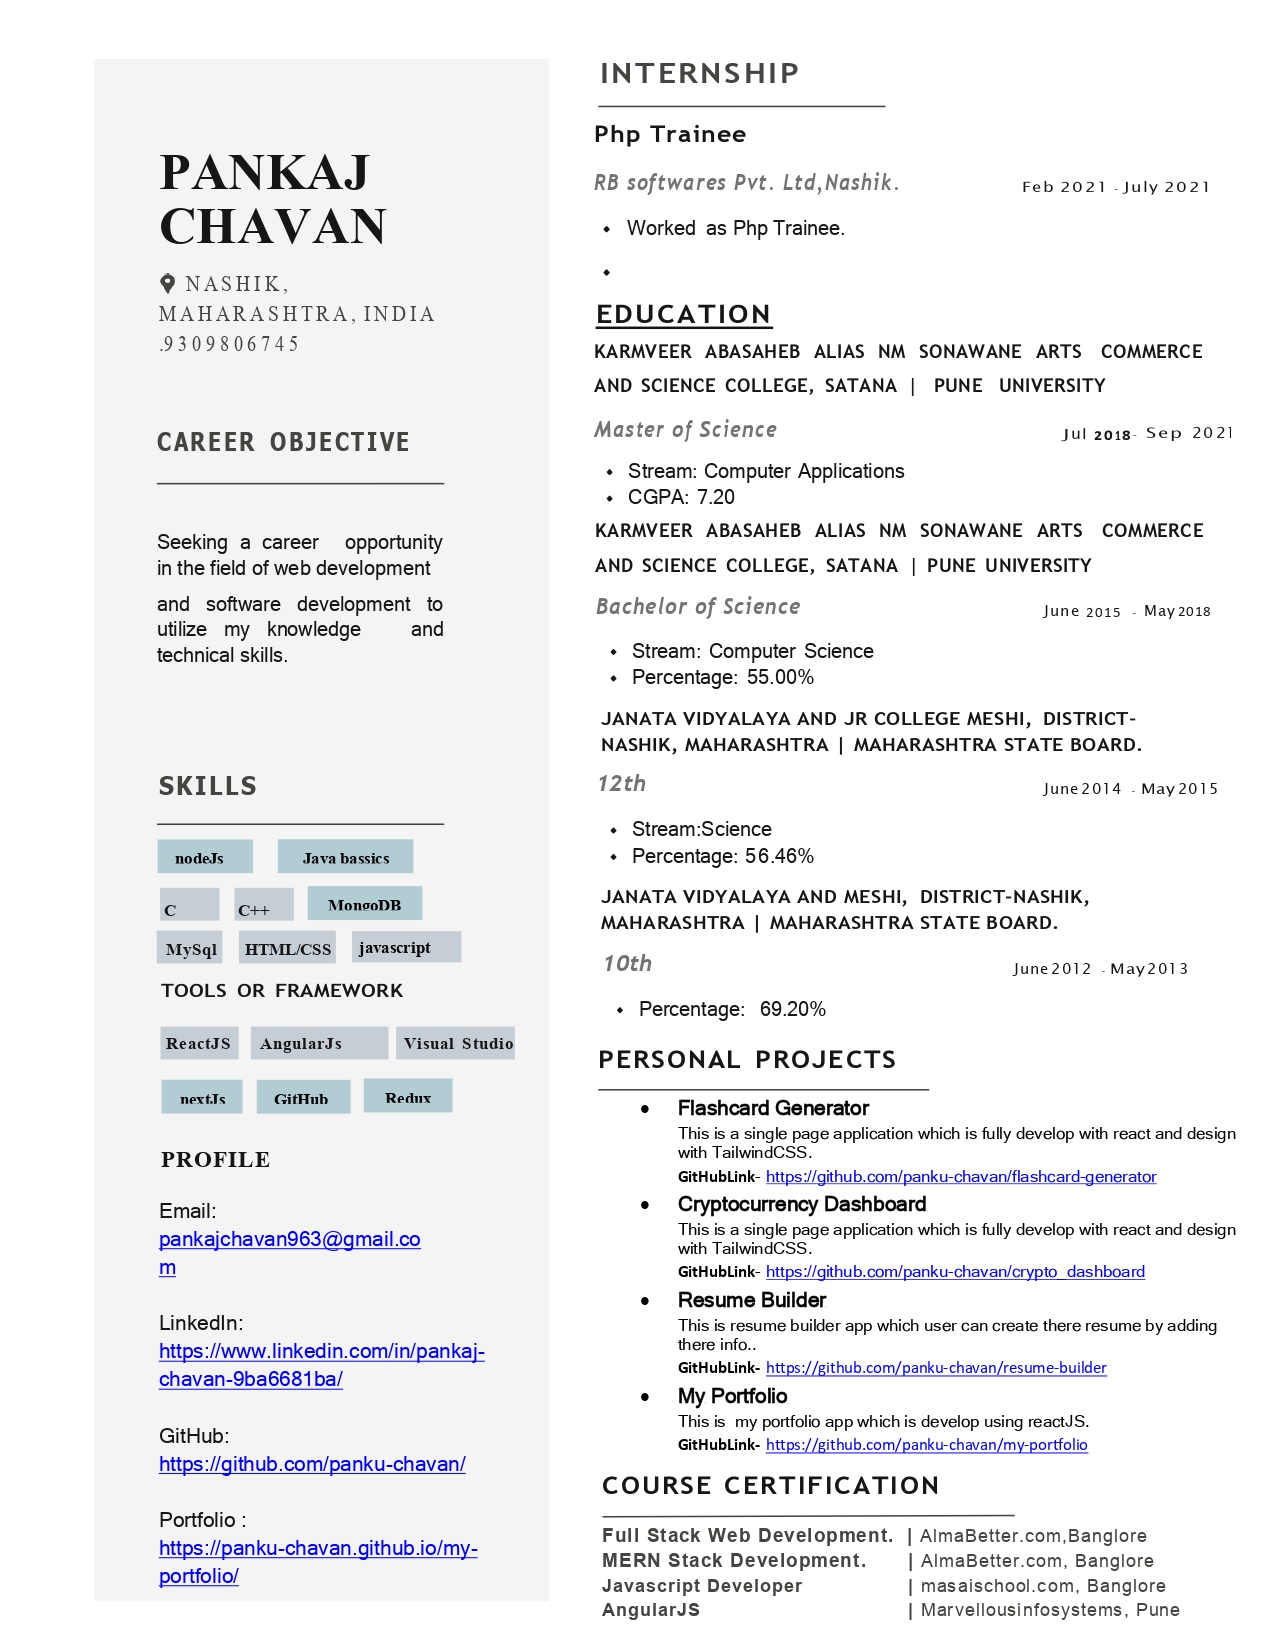 PANKAJ
CHAVAN
NASHIK,
MAHARASHTRA, INDIA
.9309806745
CAREER OBJECTIVE
Seeking a career opportunity
in the field of web development
and software development to
utilize my knowledge and
technical skills.
SKILLS
nodeJs Java bassics
C C++ MongoDB
MySql HTML/CSS javascript
TOOLS OR FRAMEWORK
ReactJS AngularJs Visual Studio
nextJs GitHub Redux
PROFILE
Email:
pankajchavan963@gmail.co
m
LinkedIn:
https://www.linkedin.com/in/pankaj-
chavan-9ba6681ba/
GitHub:
https://github.com/panku-chavan/
Portfolio :
https://panku-chavan.github.io/my-
portfolio/
INTERNSHIP
Php Trainee
RB softwares Pvt. Ltd,Nashik. Feb 2021 - July 2021
• Worked as Php Trainee.
•
EDUCATION
KARMVEER ABASAHEB ALIAS NM SONAWANE ARTS COMMERCE
AND SCIENCE COLLEGE, SATANA | PUNE UNIVERSITY
Master of Science Jul 2018- Sep 2021
• Stream: Computer Applications
• CGPA: 7.20
KARMVEER ABASAHEB ALIAS NM SONAWANE ARTS COMMERCE
AND SCIENCE COLLEGE, SATANA | PUNE UNIVERSITY
Bachelor of Science June 2015 - May 2018
• Stream: Computer Science
• Percentage: 55.00%
JANATA VIDYALAYA AND JR COLLEGE MESHI, DISTRICT-
NASHIK, MAHARASHTRA | MAHARASHTRA STATE BOARD.
12th June2014 - May2015
• Stream:Science
• Percentage: 56.46%
JANATA VIDYALAYA AND MESHI, DISTRICT-NASHIK,
MAHARASHTRA | MAHARASHTRA STATE BOARD.
10th June2012 - May2013
• Percentage: 69.20%
PERSONAL PROJECTS
• Flashcard Generator
This is a single page application which is fully develop with react and design
with TailwindCSS.
GitHubLink- https://github.com/panku-chavan/flashcard-generator
• Cryptocurrency Dashboard
This is a single page application which is fully develop with react and design
with TailwindCSS.
GitHubLink- https://github.com/panku-chavan/crypto_dashboard
• Resume Builder
This is resume builder app which user can create there resume by adding
there info..
GitHubLink- https://github.com/panku-chavan/resume-builder
• My Portfolio
This is my portfolio app which is develop using reactJS.
GitHubLink- https://github.com/panku-chavan/my-portfolio
COURSE CERTIFICATION
Full Stack Web Development. | AlmaBetter.com,Banglore
MERN Stack Development. | AlmaBetter.com, Banglore
Javascript Developer | masaischool.com, Banglore
AngularJS | Marvellousinfosystems, Pune